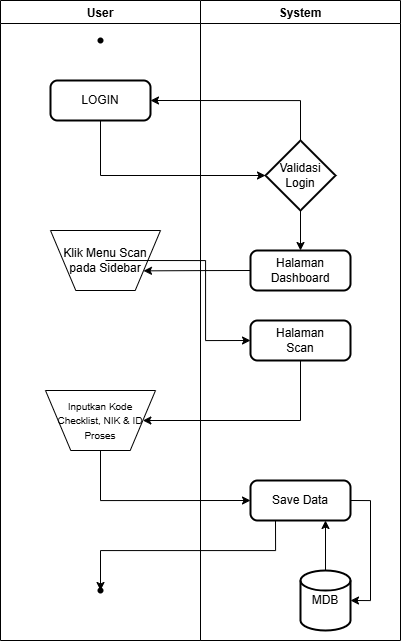 User
System
LOGIN
Validasi
Login
Klik Menu Scan
pada Sidebar
Halaman
Dashboard
Halaman
Scan
Inputkan Kode
Checklist, NIK & ID
Proses
Save Data
MDB